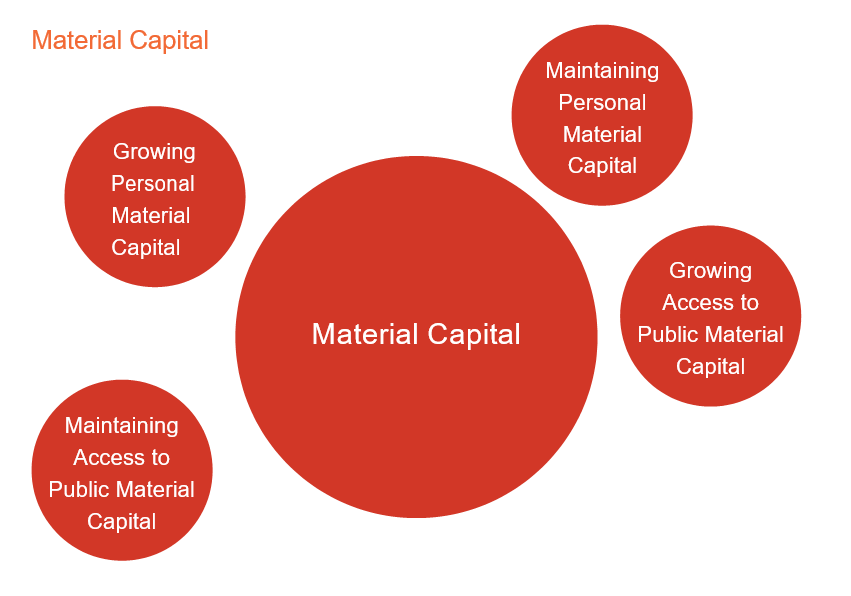 Material Capital
Maintaining
Personal
Material
Capital
Growing
Personal
Material
Capital
Growing
Access to
Public Material
Capital
Material Capital
Maintaining
Access to
Public Material
Capital